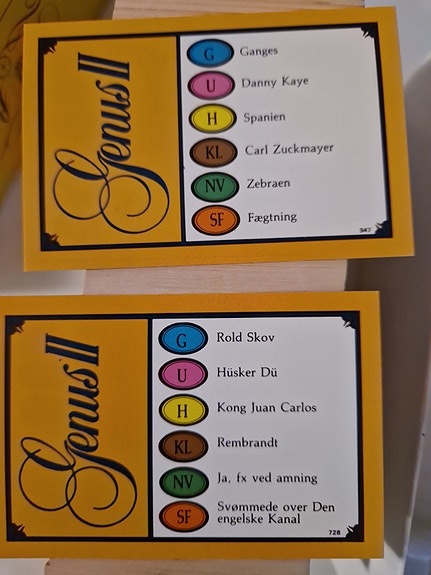 Genus II
G Ganges
U Danny Kaye
H Spanien
KL Carl Zuckmayer
NV Zebraen
SF Fægtning
947
Genus II
G Rold Skov
U Hüsker Dü
H Kong Juan Carlos
KL Rembrandt
NV Ja, fx ved amning
SF Svømmede over Den
engelske Kanal
728